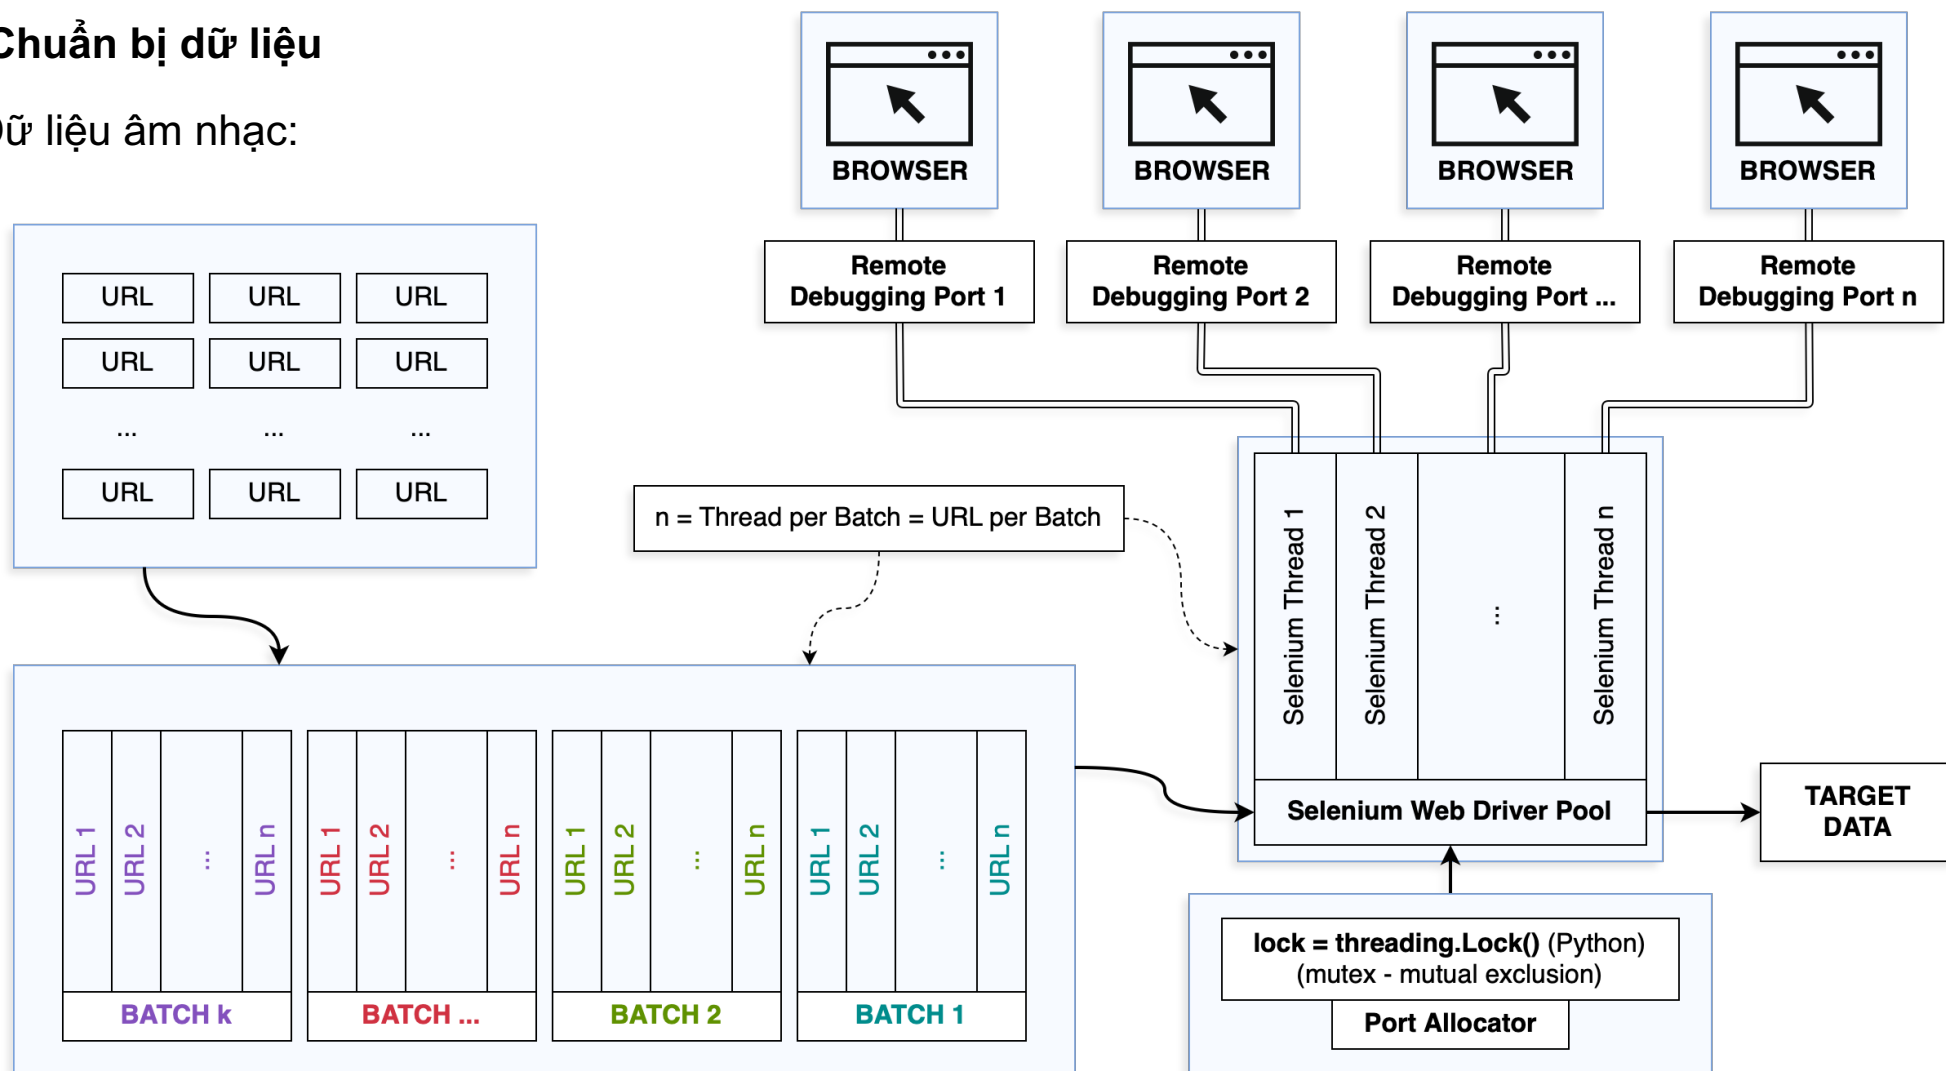 Chuẩn bị dữ liệu
Dữ liệu âm nhạc:
BROWSER
BROWSER
BROWSER
BROWSER
Remote
Debugging Port 1
Remote
Debugging Port 2
Remote
Debugging Port ...
Remote
Debugging Port n
URL URL URL
URL URL URL
... ... ...
URL URL URL
n = Thread per Batch = URL per Batch
Selenium Thread 1
Selenium Thread 2
...
Selenium Thread n
Selenium Web Driver Pool
TARGET
DATA
URL 1
URL 2
...
URL n
BATCH k
URL 1
URL 2
...
URL n
BATCH ...
URL 1
URL 2
...
URL n
BATCH 2
URL 1
URL 2
...
URL n
BATCH 1
lock = threading.Lock() (Python)
(mutex - mutual exclusion)
Port Allocator